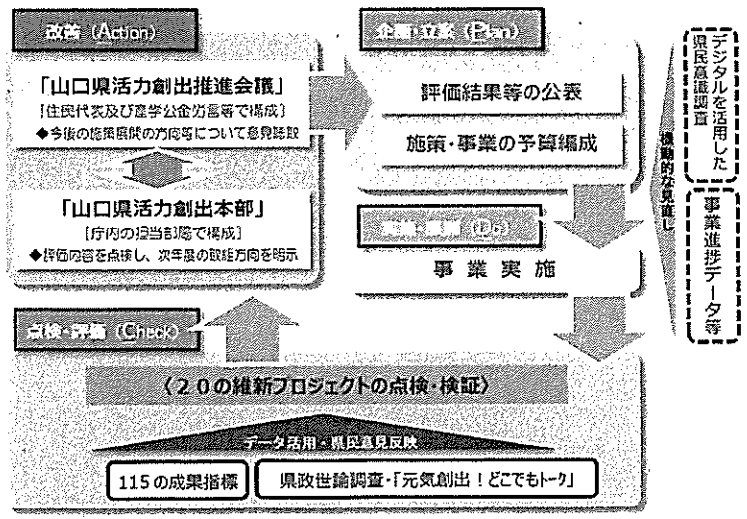 改善（Action）
「山口県活力創出推進会議」
［住民代表及び産学公金労言等で構成］
◆今後の施策展開の方向等について意見聴取
「山口県活力創出本部」
［庁内の担当部局で構成］
◆評価内容を点検し、次年度の取組方向を明示
企画・立案（Plan）
評価結果等の公表
施策・事業の予算編成
（Do）
事業実施
機動的な見直し
デジタルを活用した
県民意識調査
事業進捗データ等
点検・評価（Check）
〈２０の維新プロジェクトの点検・検証〉
データ活用・県民意見反映
115の成果指標
県政世論調査・「元気創出！どこでもトーク」